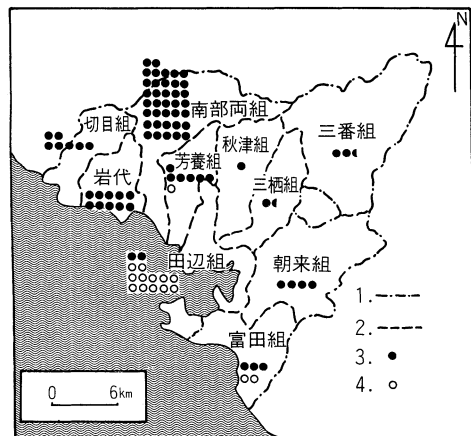 N
南部両組
切目組
秋津組
三番組
芳養組
岩代
三栖組
田辺組
朝来組
1.
2.
富田組
3.
4.
0 6km